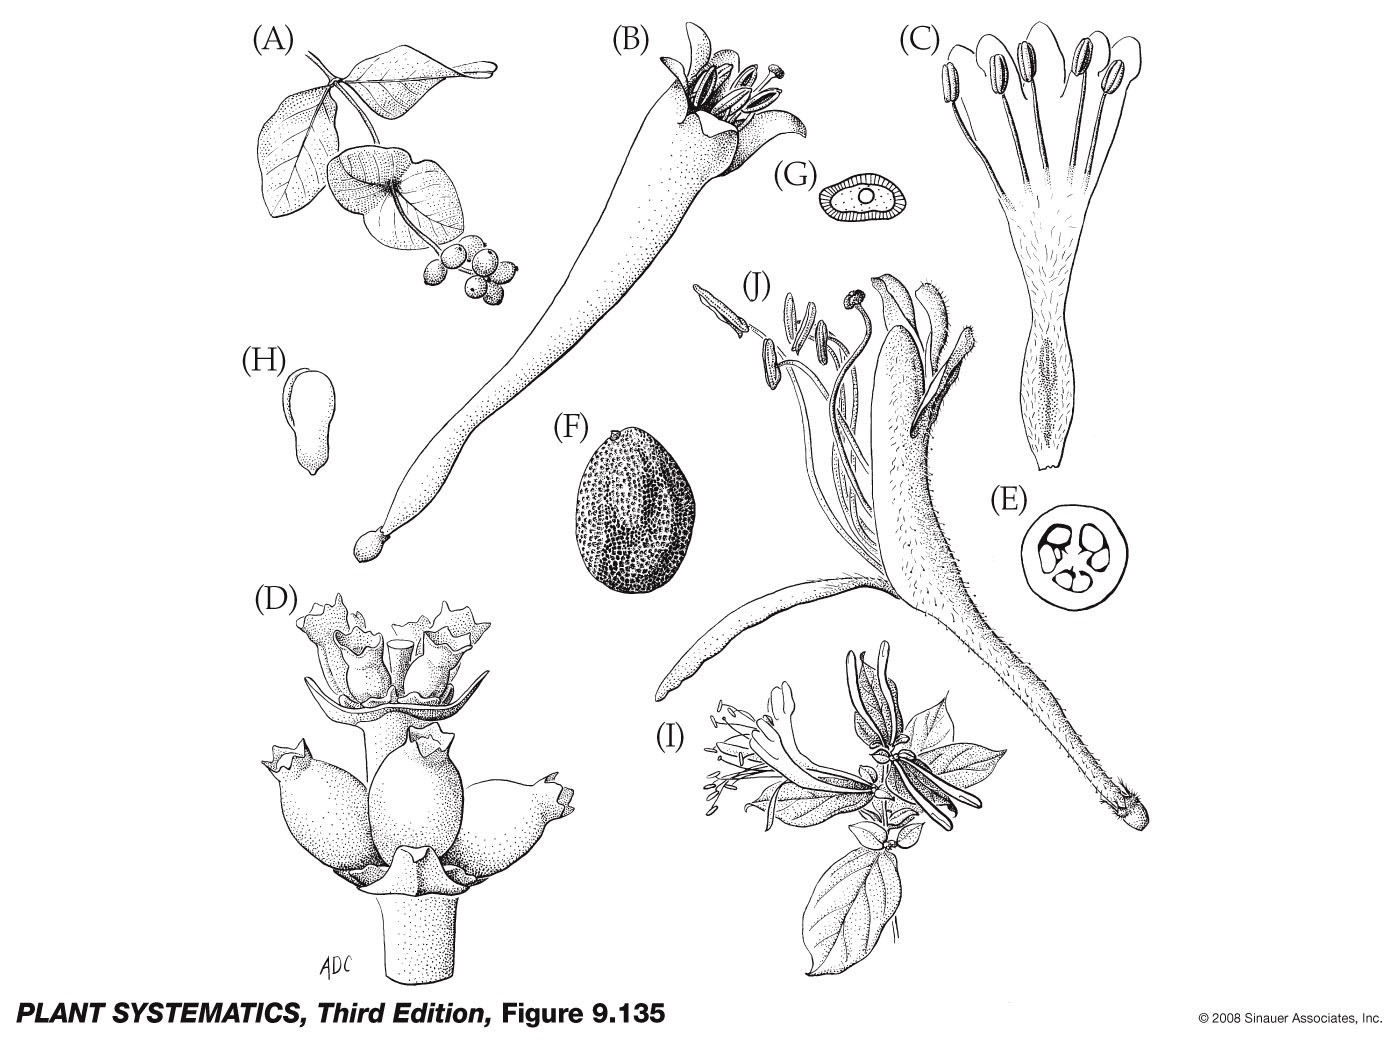 (A)
(B)
(C)
(G)
(J)
(H)
(F)
(E)
(D)
(I)
ADC
PLANT SYSTEMATICS, Third Edition, Figure 9.135
© 2008 Sinauer Associates, Inc.